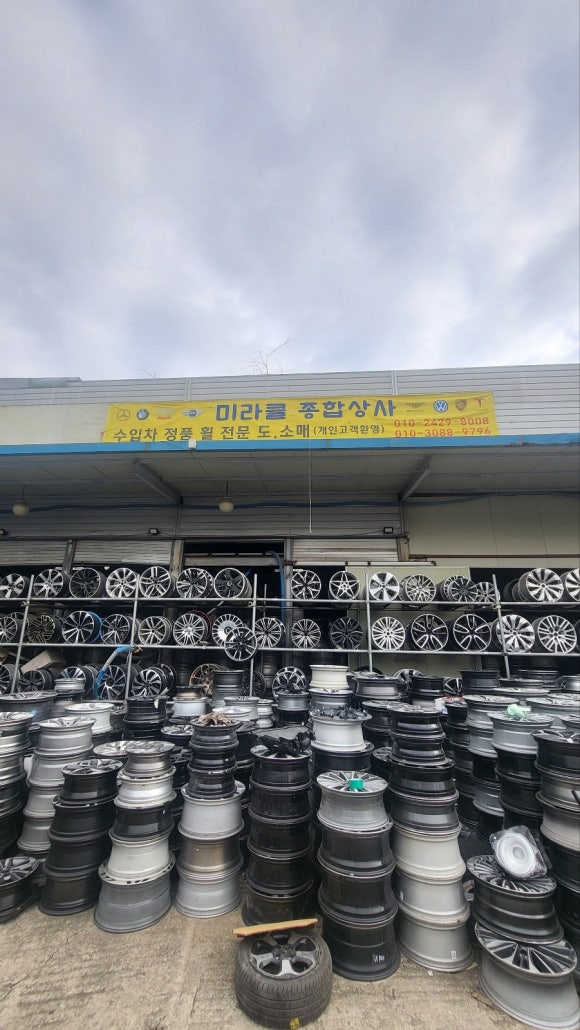 미라클 종합상사
수입차 정품 휠 전문 도.소매 (개인고객환영)
010-2429-8008
010-3088-9796